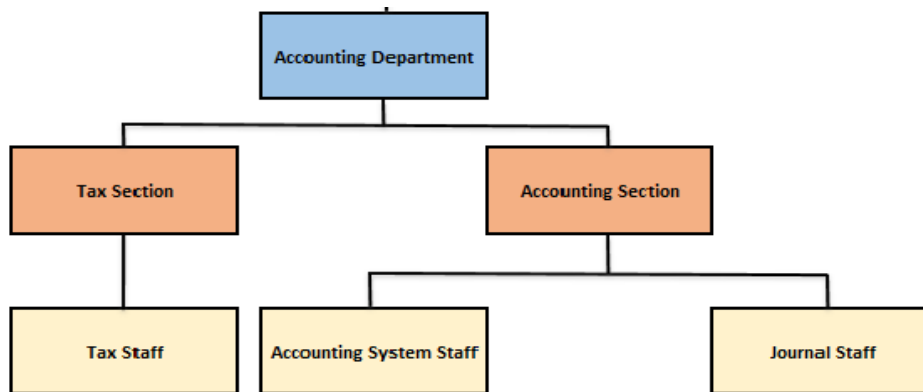 Accounting Department
Tax Section
Accounting Section
Tax Staff
Accounting System Staff
Journal Staff